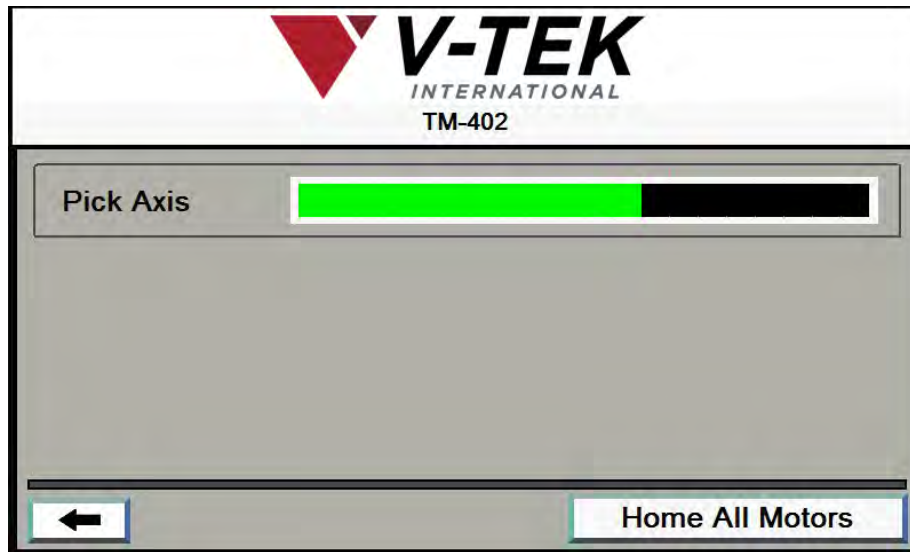 V-TEK
INTERNATIONAL
TM-402
Pick Axis
Home All Motors